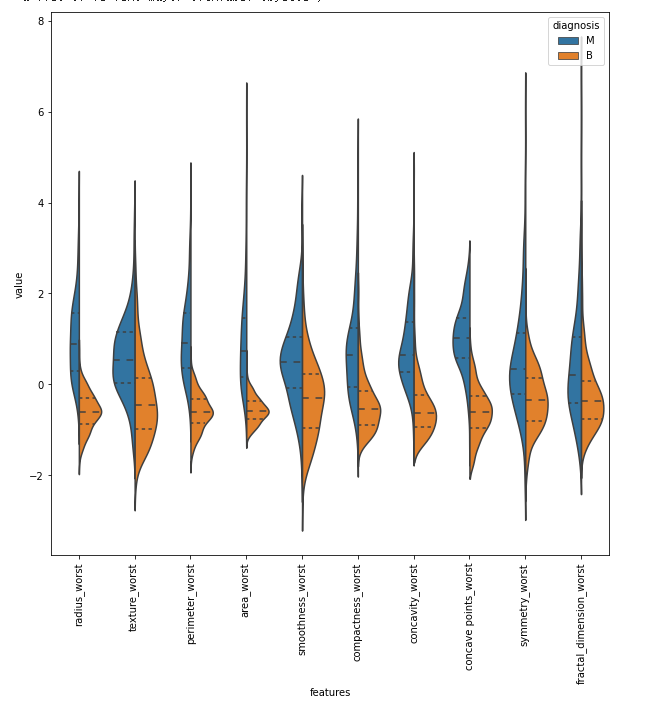 8
6
4
2
0
−2
value
diagnosis
M
B
radius_worst
texture_worst
perimeter_worst
area_worst
smoothness_worst
compactness_worst
concavity_worst
concave points_worst
symmetry_worst
fractal_dimension_worst
features